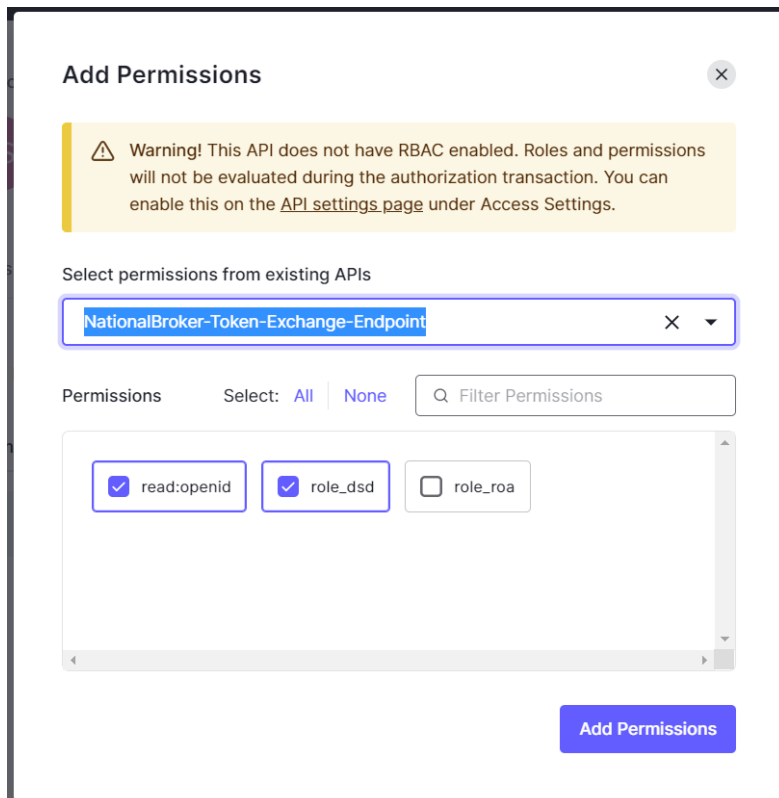 Add Permissions
Warning! This API does not have RBAC enabled. Roles and permissions
will not be evaluated during the authorization transaction. You can
enable this on the API settings page under Access Settings.
Select permissions from existing APIs
NationalBroker-Token-Exchange-Endpoint
Permissions Select: All None Filter Permissions
read:openid role_dsd role_roa
Add Permissions